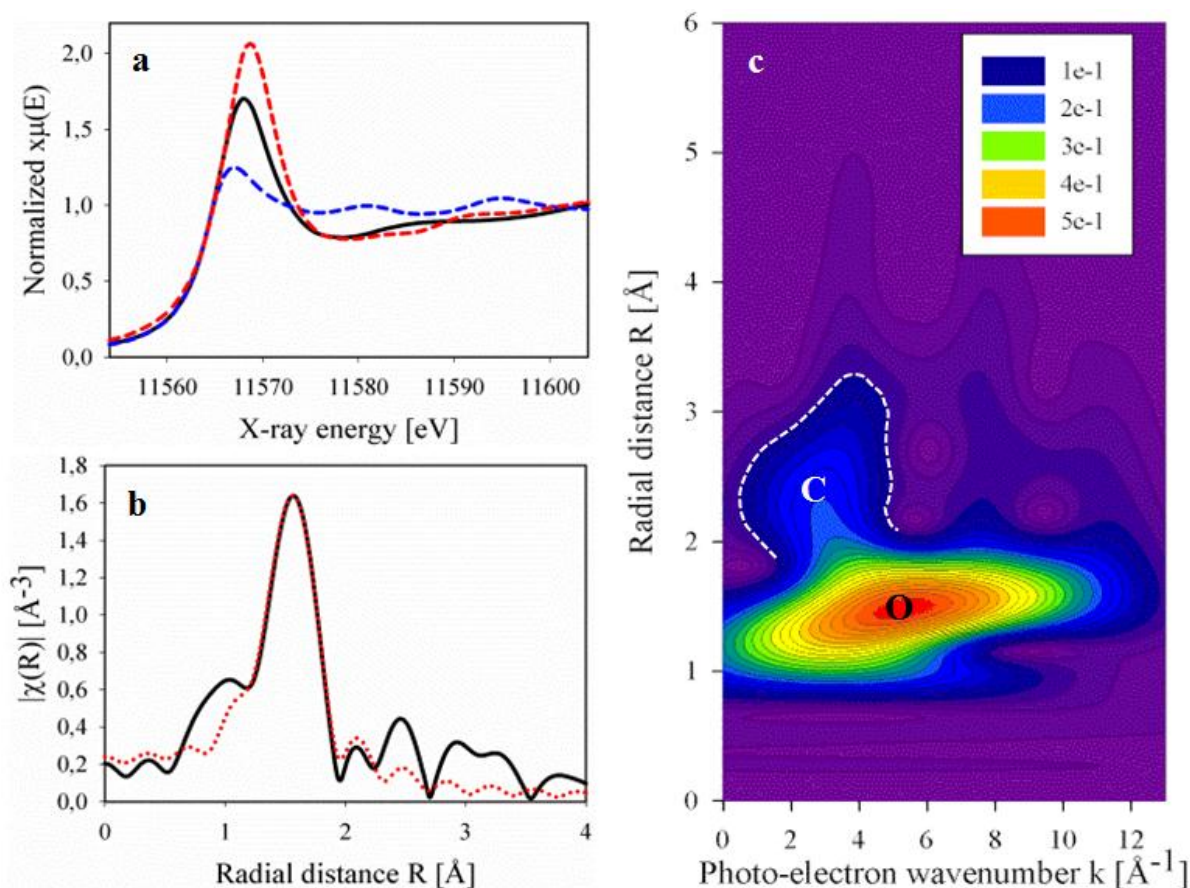 a
2,0
1,5
1,0
0,5
0,0
Normalized xμ(E)
11560 11570 11580 11590 11600
X-ray energy [eV]
b
1,8
1,6
1,4
1,2
1,0
0,8
0,6
0,4
0,2
0,0
|χ(R)| [Å⁻³]
0 1 2 3 4
Radial distance R [Å]
c
1e-1
2c-1
3c-1
4e-1
5c-1
6
5
4
3
2
1
0
Radial distance R [Å]
C
O
0 2 4 6 8 10 12
Photo-electron wavenumber k [Å⁻¹]